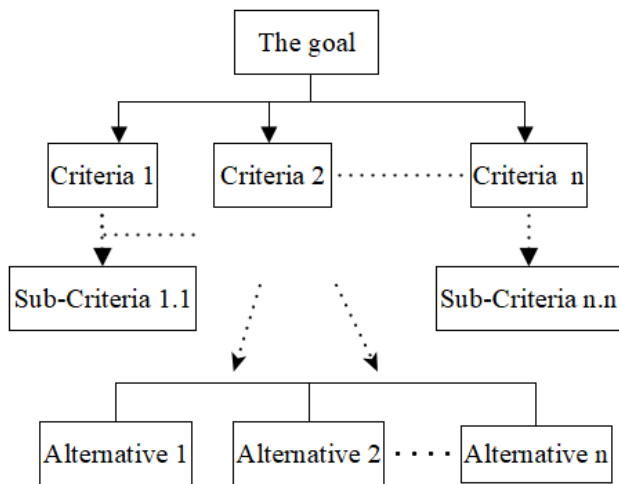 The goal
Criteria 1
Criteria 2
Criteria n
Sub-Criteria 1.1
Sub-Criteria n.n
Alternative 1
Alternative 2
Alternative n